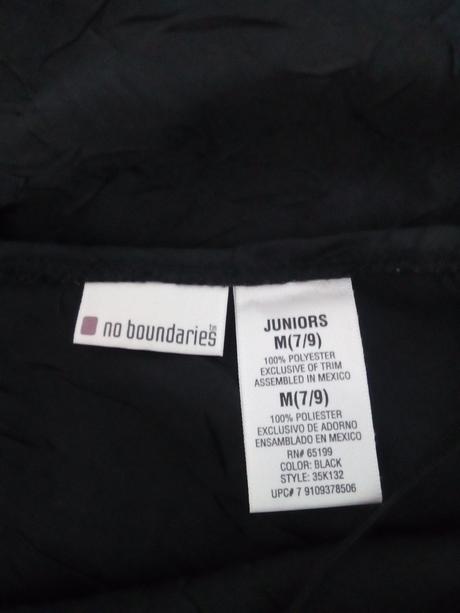 no boundaries™
JUNIORS
M(7/9)
100% POLYESTER
EXCLUSIVE OF TRIM
ASSEMBLED IN MEXICO
M(7/9)
100% POLIESTER
EXCLUSIVO DE ADORNO
ENSAMBLADO EN MEXICO
RN# 65199
COLOR: BLACK
STYLE: 35K132
UPC# 7 9109378506